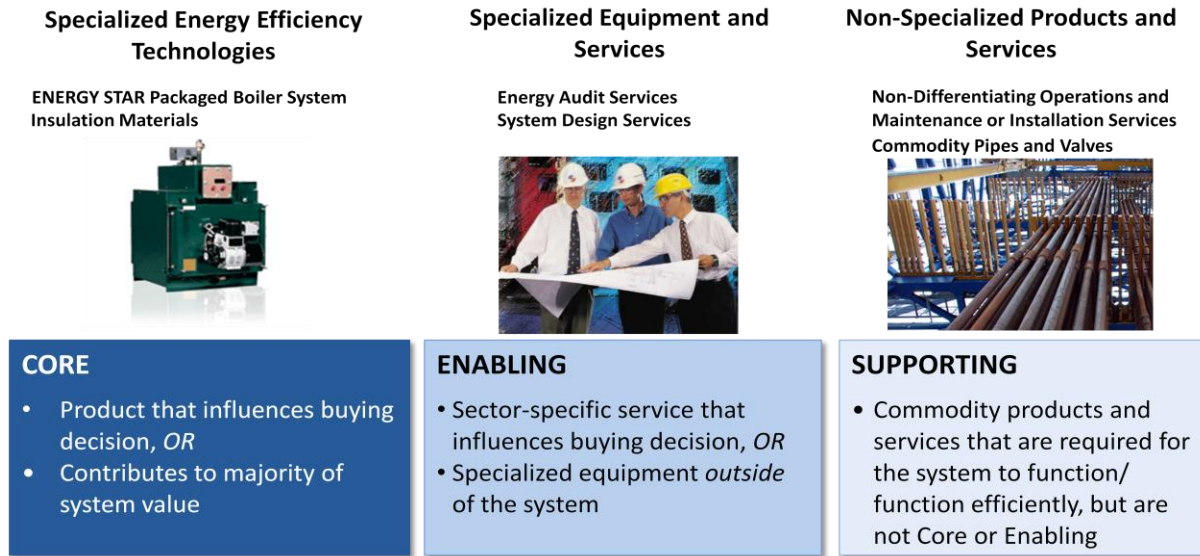 Specialized Energy Efficiency
Technologies
ENERGY STAR Packaged Boiler System
Insulation Materials
CORE
• Product that influences buying
decision, OR
• Contributes to majority of
system value
Specialized Equipment and
Services
Energy Audit Services
System Design Services
ENABLING
• Sector-specific service that
influences buying decision, OR
• Specialized equipment outside
of the system
Non-Specialized Products and
Services
Non-Differentiating Operations and
Maintenance or Installation Services
Commodity Pipes and Valves
SUPPORTING
• Commodity products and
services that are required for
the system to function/
function efficiently, but are
not Core or Enabling